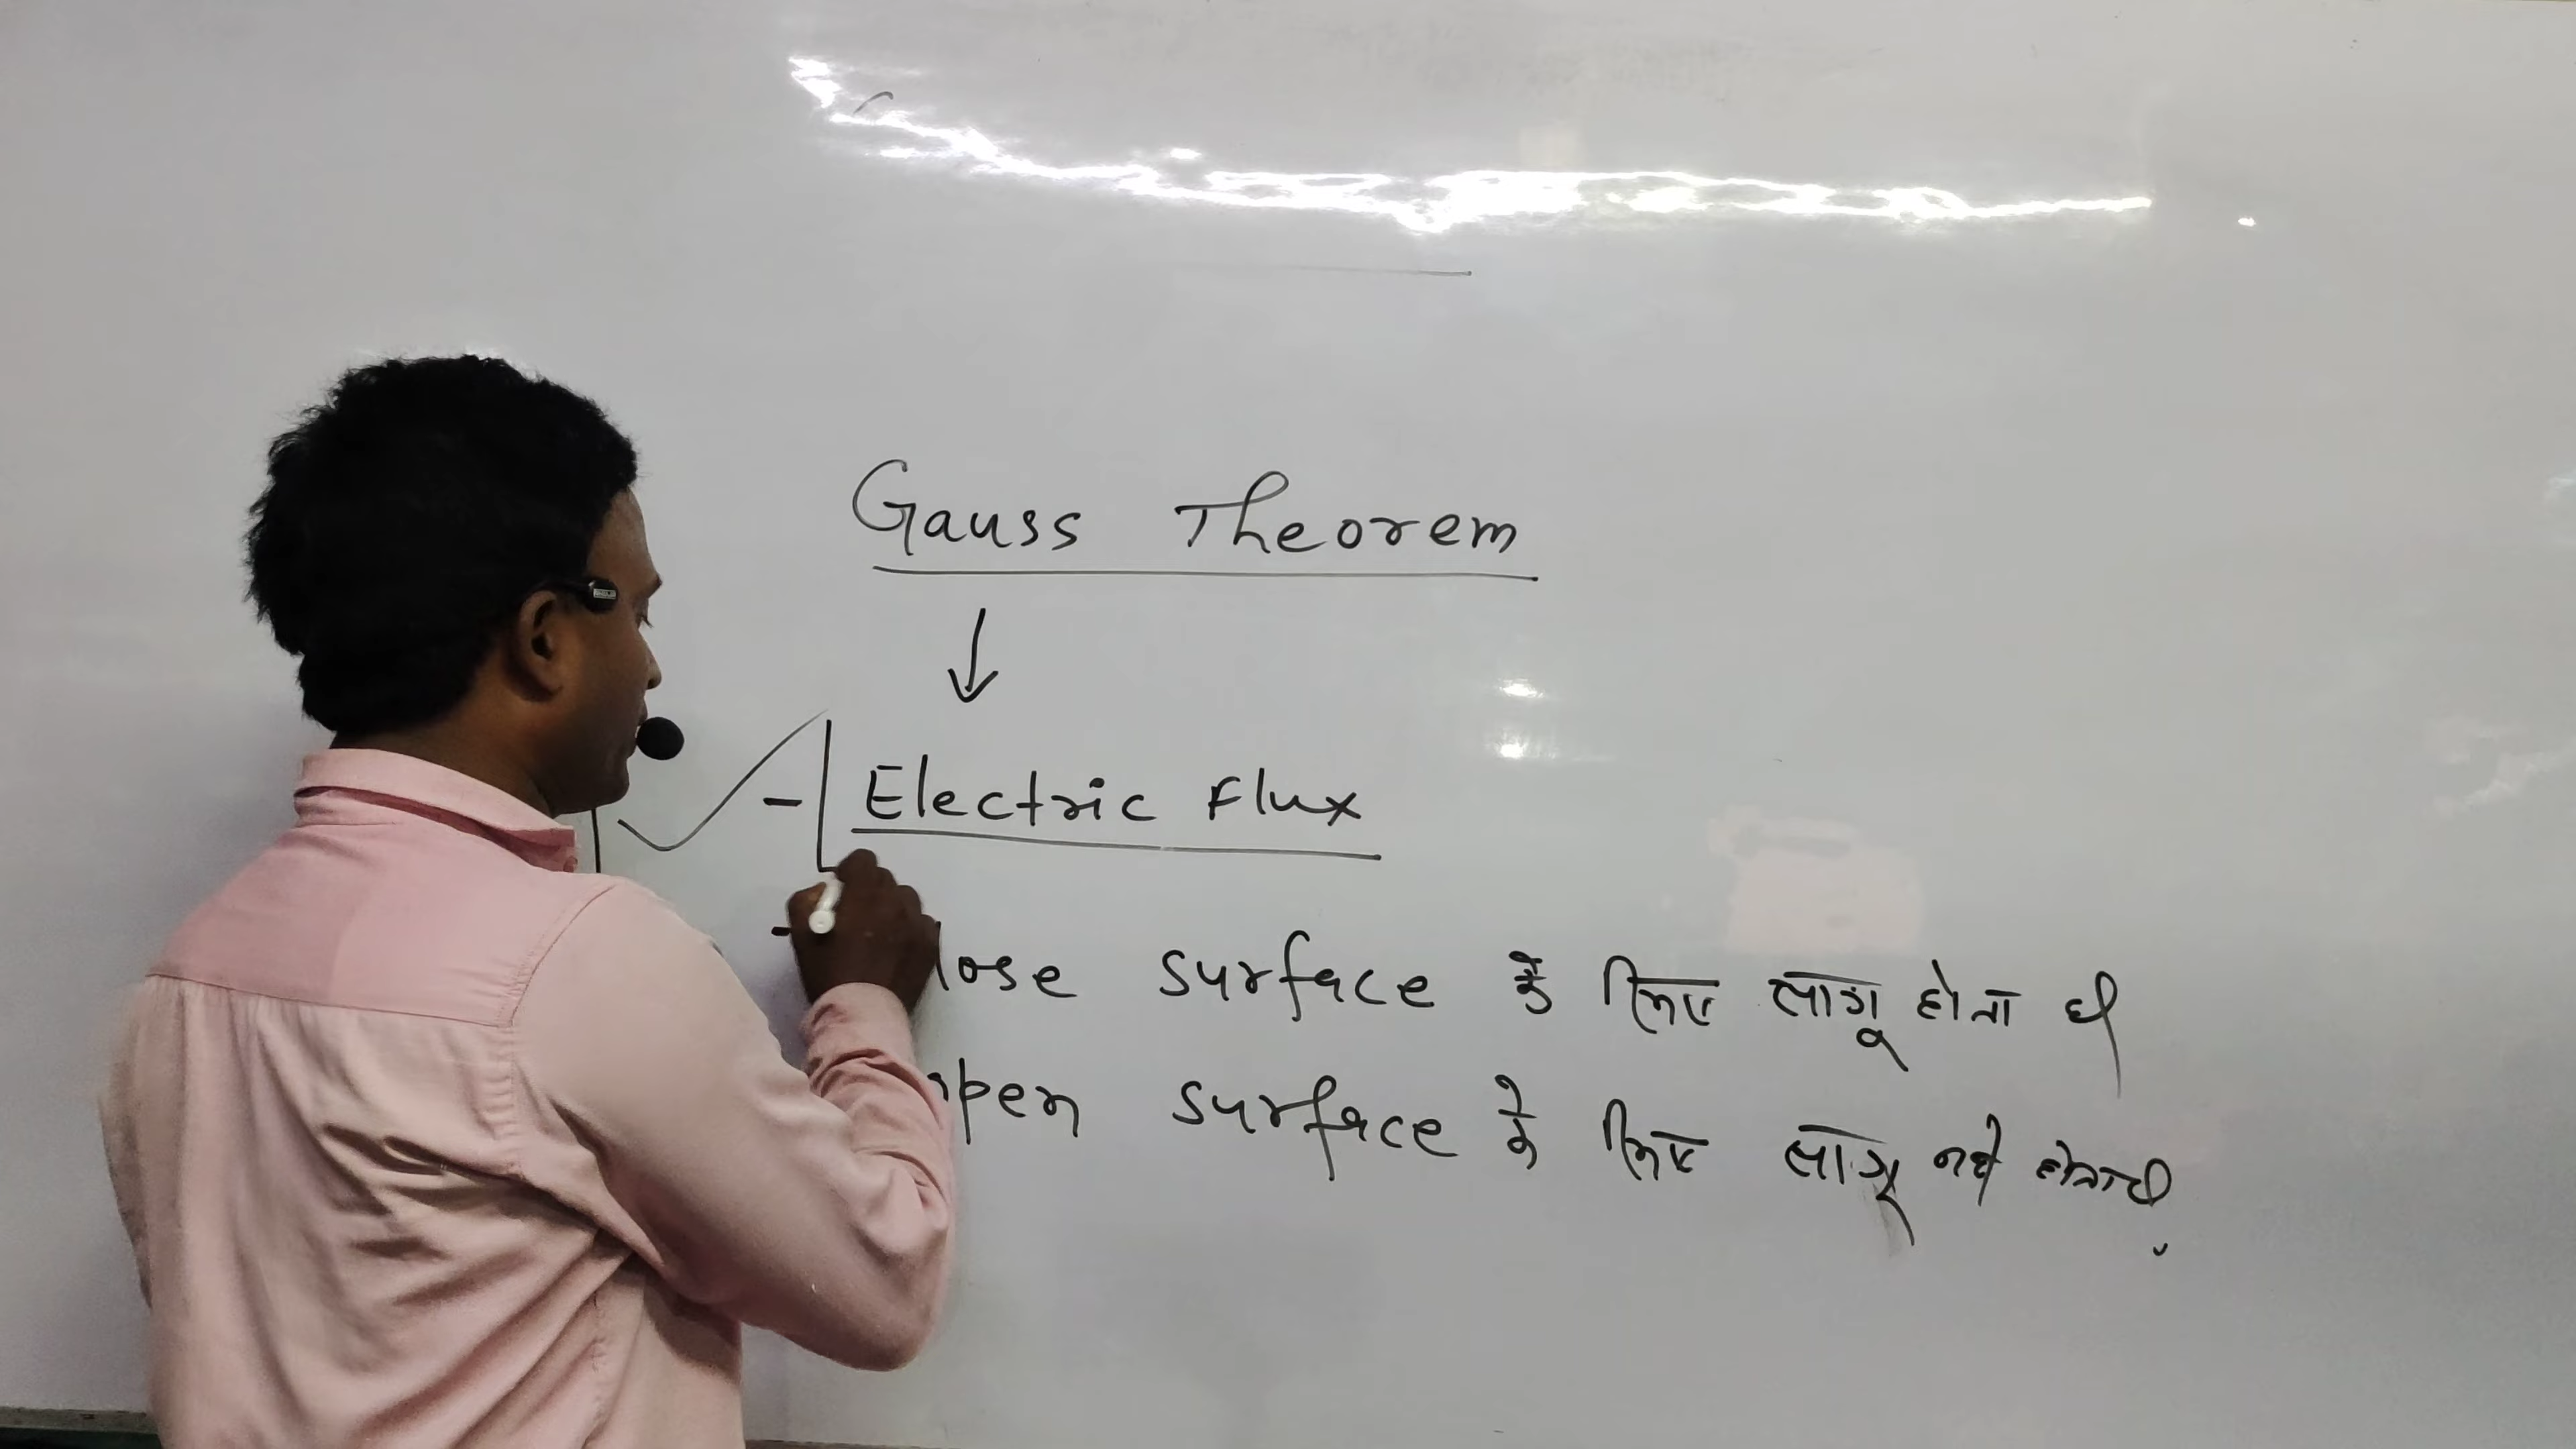 Gauss Theorem
Electric Flux
lose surface के लिए लागू होता है
open surface के लिए लागू नही होता है